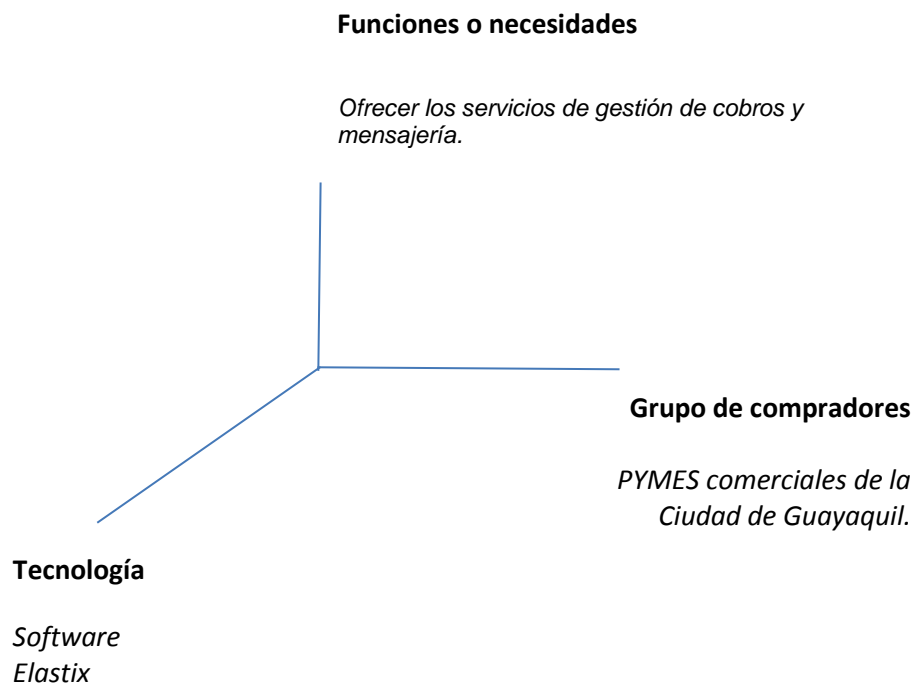 Funciones o necesidades
Ofrecer los servicios de gestión de cobros y
mensajería.
Grupo de compradores
PYMES comerciales de la
Ciudad de Guayaquil.
Tecnología
Software
Elastix